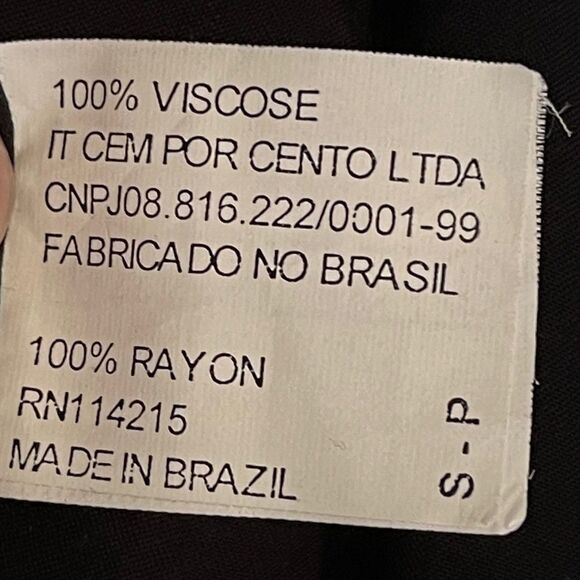 100% VISCOSE
IT CEM POR CENTO LTDA
CNPJ08.816.222/0001-99
FABRICADO NO BRASIL
100% RAYON
RN114215
MADE IN BRAZIL
S-P